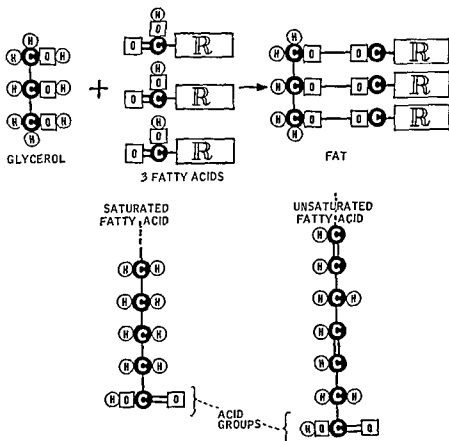 H
H C O H
H C O H
H C O H
H
GLYCEROL
+
H
O
O C R
H
O
O C R
H
O
O C R
3 FATTY ACIDS
H
H C O O C R
H C O O C R
H C O O C R
H
FAT
SATURATED
FATTY ACID
H C H
H C H
H C H
H C H
H O C O
UNSATURATED
FATTY ACID
H C
H C
H C H
H C
H C
H C H
H O C O
ACID
GROUPS